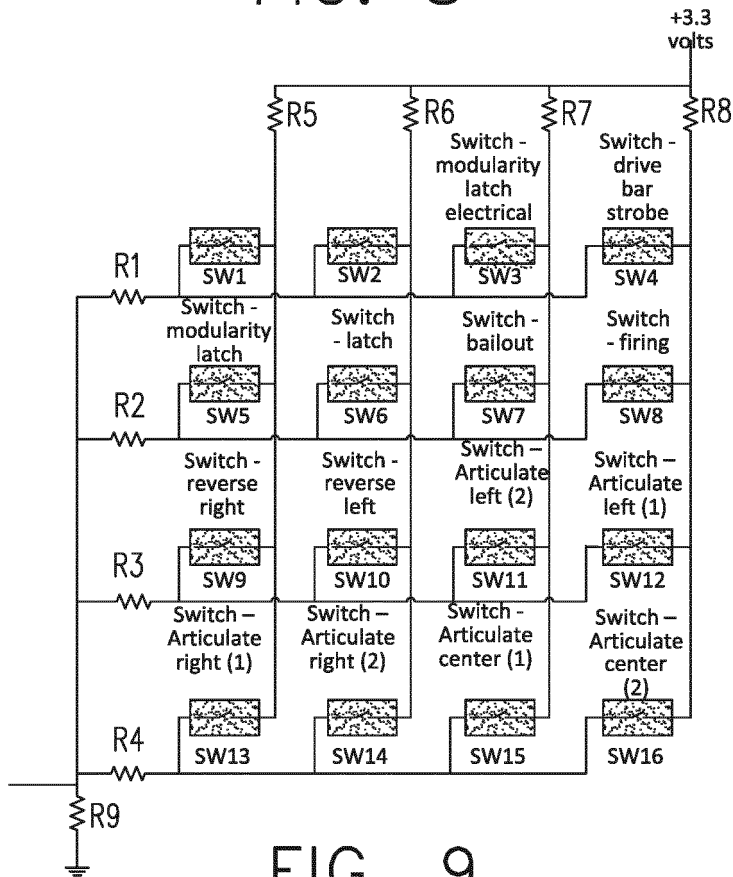 +3.3
volts
R5
R6
R7
R8
Switch -
modularity
latch
electrical
Switch -
drive
bar
strobe
R1
SW1
SW2
SW3
SW4
Switch -
modularity
latch
Switch
- latch
Switch -
bailout
Switch
- firing
R2
SW5
SW6
SW7
SW8
Switch -
reverse
right
Switch -
reverse
left
Switch –
Articulate
left (2)
Switch –
Articulate
left (1)
R3
SW9
SW10
SW11
SW12
Switch –
Articulate
right (1)
Switch –
Articulate
right (2)
Switch -
Articulate
center (1)
Switch –
Articulate
center
(2)
R4
SW13
SW14
SW15
SW16
R9
FIG. 9